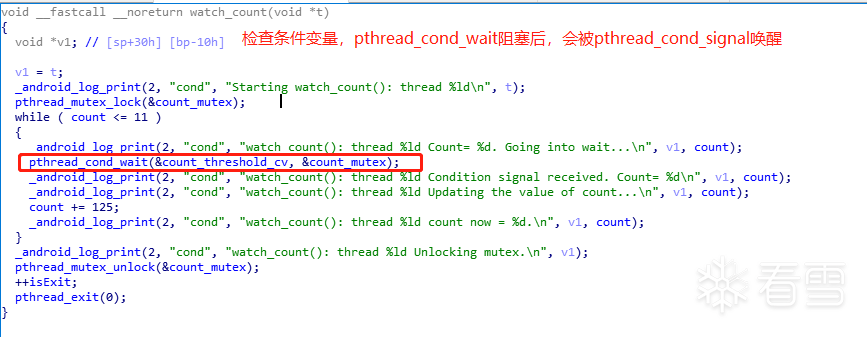 void __fastcall __noreturn watch_count(void *t)
{
void *v1; // [sp+30h] [bp-10h]
检查条件变量，pthread_cond_wait阻塞后，会被pthread_cond_signal唤醒
v1 = t;
_android_log_print(2, "cond", "Starting watch_count(): thread %ld\n", t);
pthread_mutex_lock(&count_mutex);
while ( count <= 11 )
{
_android_log_print(2, "cond", "watch_count(): thread %ld Count= %d. Going into wait...\n", v1, count);
pthread_cond_wait(&count_threshold_cv, &count_mutex);
_android_log_print(2, "cond", "watch_count(): thread %ld Condition signal received. Count= %d\n", v1, count);
_android_log_print(2, "cond", "watch_count(): thread %ld Updating the value of count...\n", v1, count);
count += 125;
_android_log_print(2, "cond", "watch_count(): thread %ld count now = %d.\n", v1, count);
}
_android_log_print(2, "cond", "watch_count(): thread %ld Unlocking mutex.\n", v1);
pthread_mutex_unlock(&count_mutex);
++isExit;
pthread_exit(0);
}
看雪